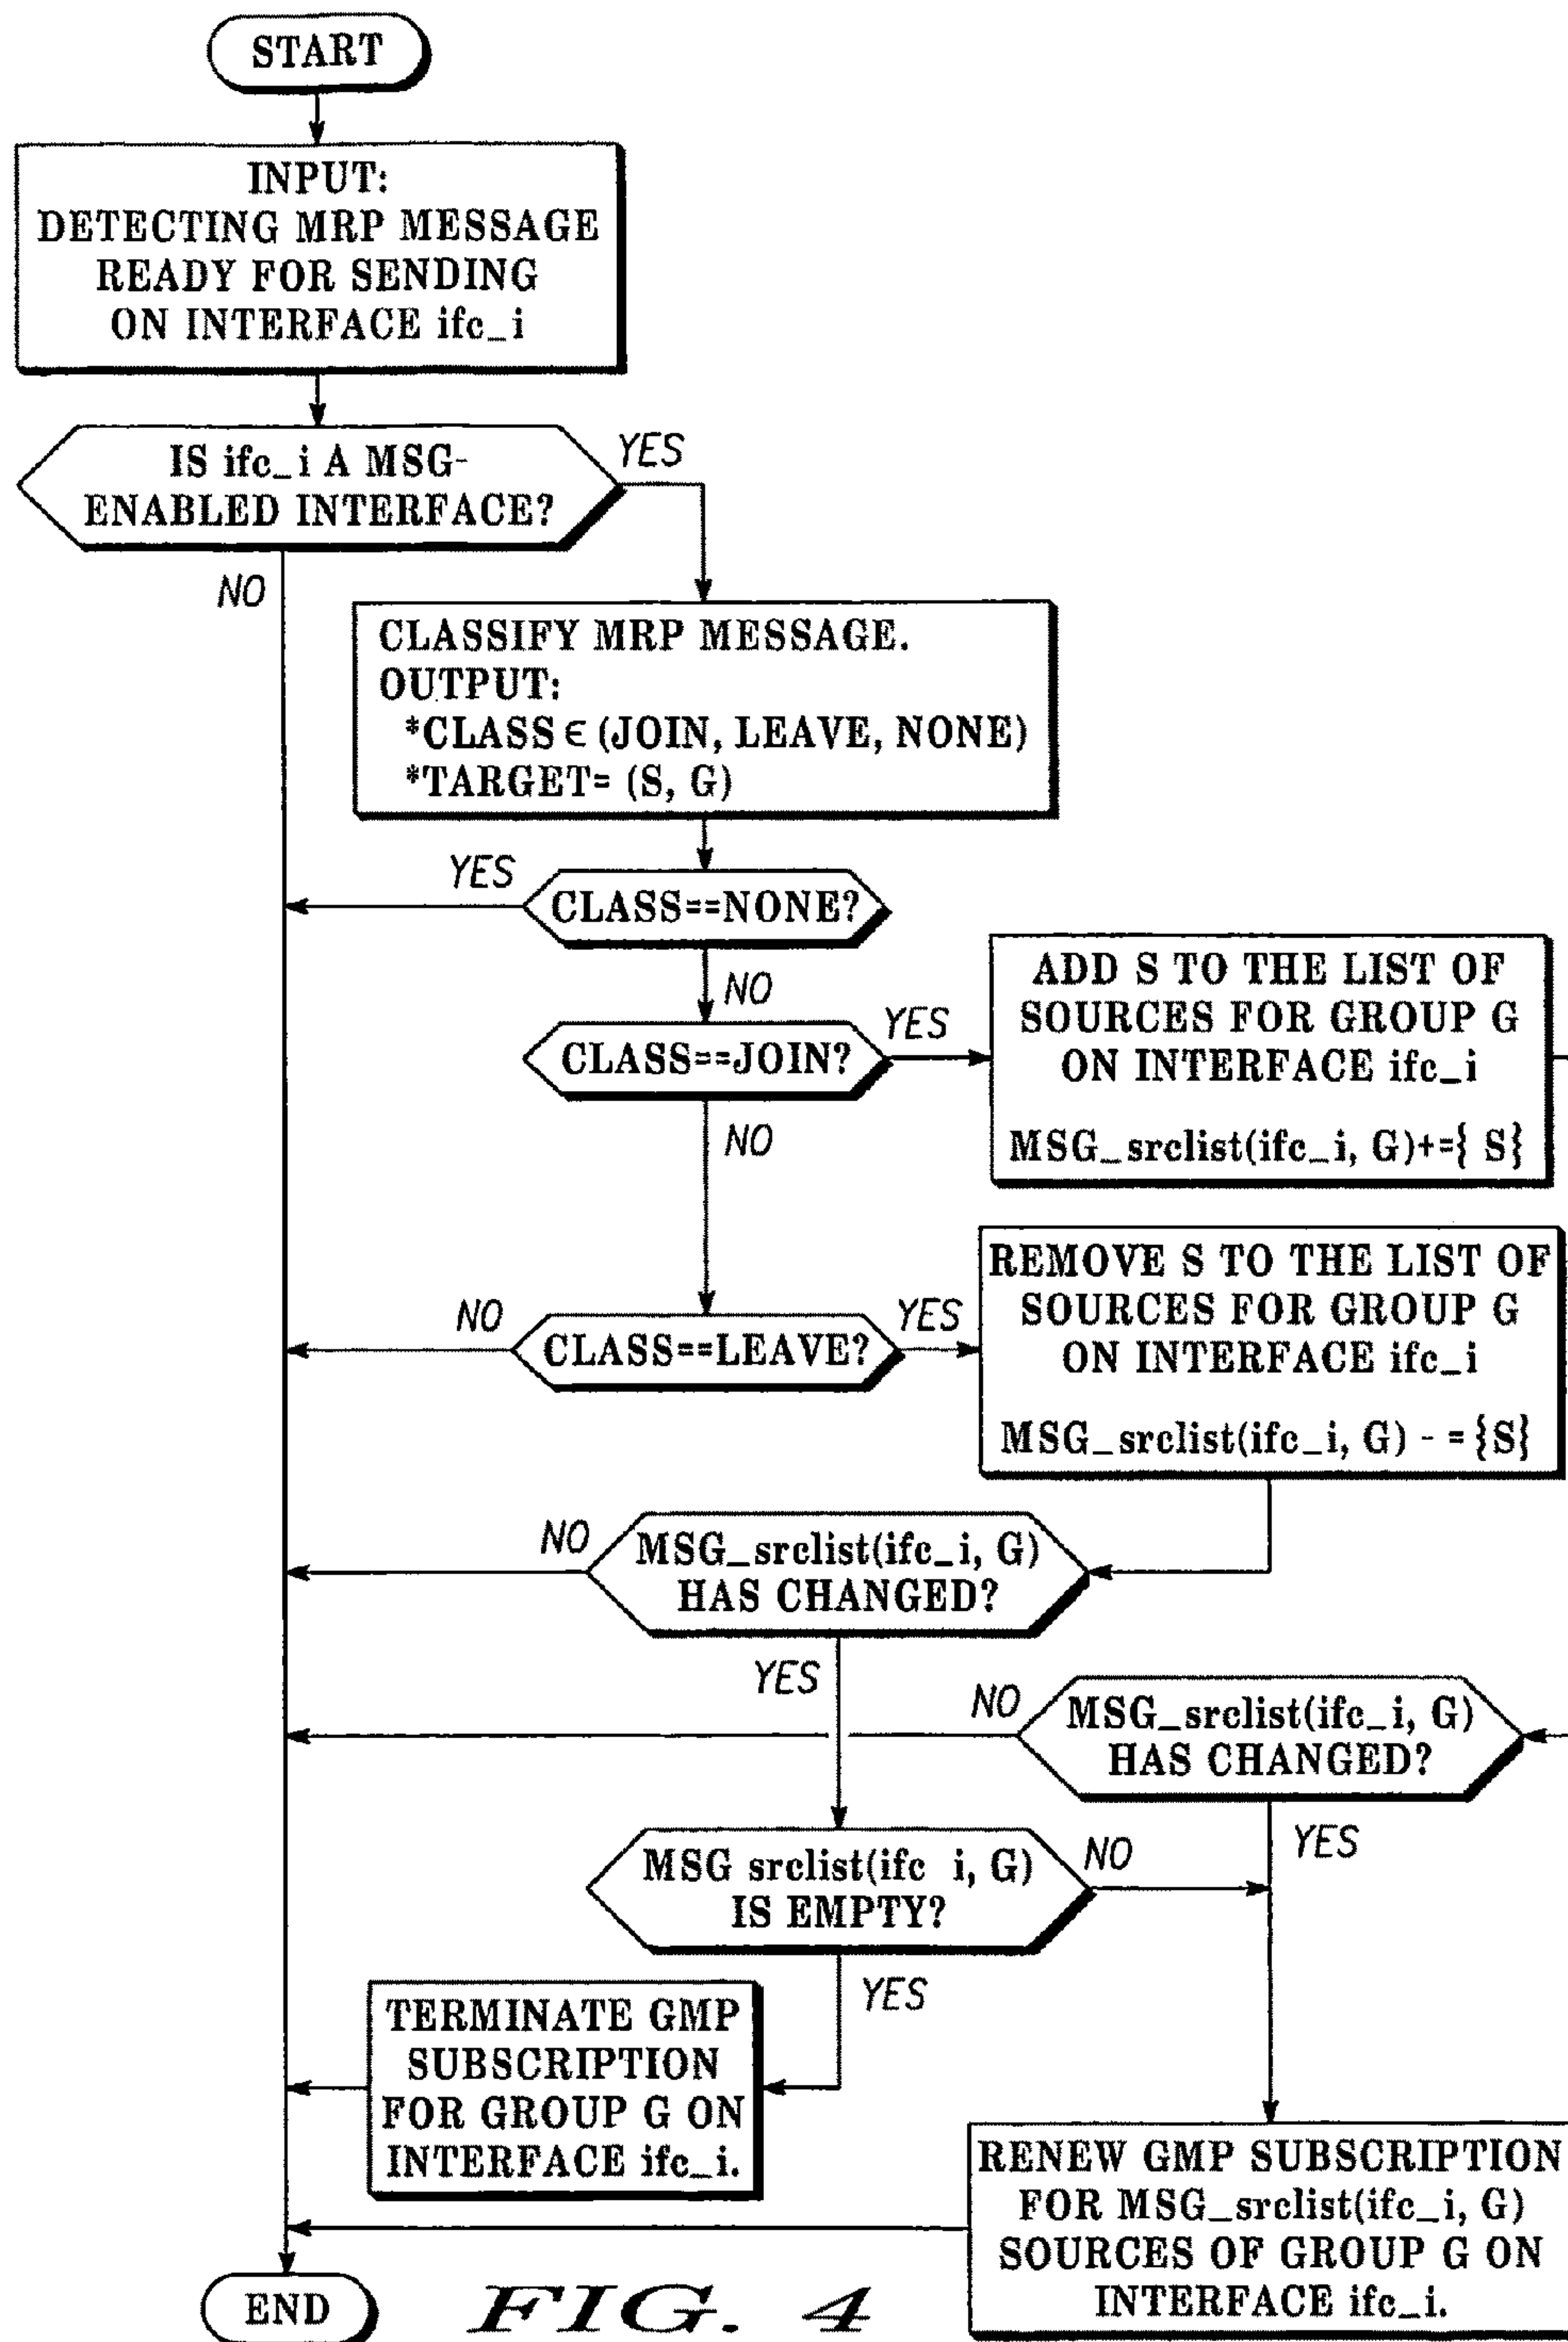 START
INPUT:
DETECTING MRP MESSAGE
READY FOR SENDING
ON INTERFACE ifc_i
IS ifc_i A MSG-
ENABLED INTERFACE?
YES
NO
CLASSIFY MRP MESSAGE.
OUTPUT:
*CLASS ∈ (JOIN, LEAVE, NONE)
*TARGET= (S, G)
YES
CLASS==NONE?
NO
CLASS==JOIN?
YES
ADD S TO THE LIST OF
SOURCES FOR GROUP G
ON INTERFACE ifc_i
MSG_srclist(ifc_i, G)+={ S}
NO
NO
CLASS==LEAVE?
YES
REMOVE S TO THE LIST OF
SOURCES FOR GROUP G
ON INTERFACE ifc_i
MSG_srclist(ifc_i, G) - = {S}
NO
MSG_srclist(ifc_i, G)
HAS CHANGED?
YES
NO
MSG_srclist(ifc_i, G)
HAS CHANGED?
YES
MSG srclist(ifc i, G)
IS EMPTY?
NO
YES
TERMINATE GMP
SUBSCRIPTION
FOR GROUP G ON
INTERFACE ifc_i.
RENEW GMP SUBSCRIPTION
FOR MSG_srclist(ifc_i, G)
SOURCES OF GROUP G ON
INTERFACE ifc_i.
END
FIG. 4